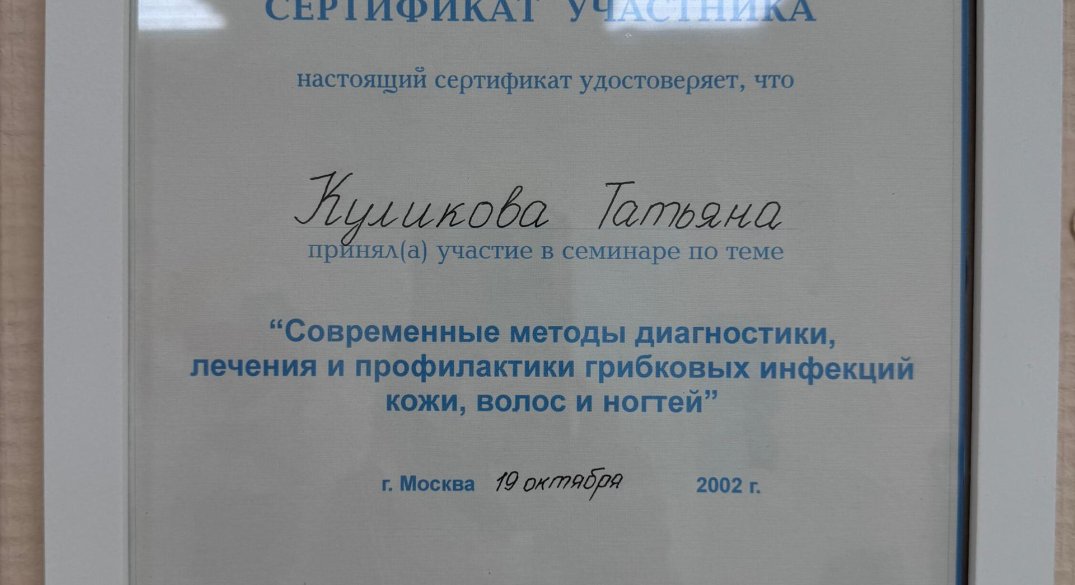 СЕРТИФИКАТ УЧАСТНИКА
настоящий сертификат удостоверяет, что
Куликова Татьяна
принял(а) участие в семинаре по теме
“Современные методы диагностики,
лечения и профилактики грибковых инфекций
кожи, волос и ногтей”
г. Москва 19 октября 2002 г.